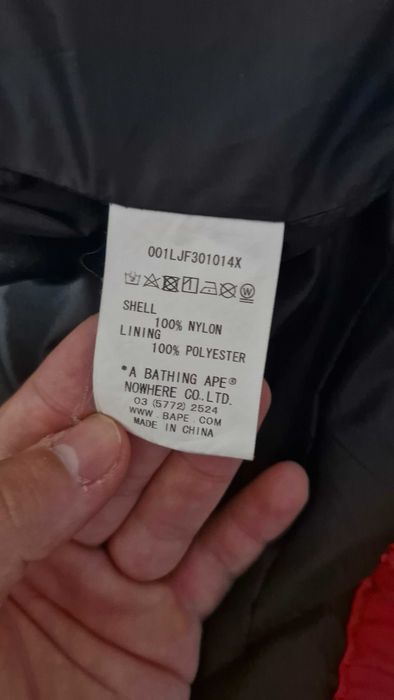 001LJF301014X
SHELL
100% NYLON
LINING
100% POLYESTER
*A BATHING APE®
NOWHERE CO.,LTD.
03 (5772) 2524
WWW.BAPE.COM
MADE IN CHINA